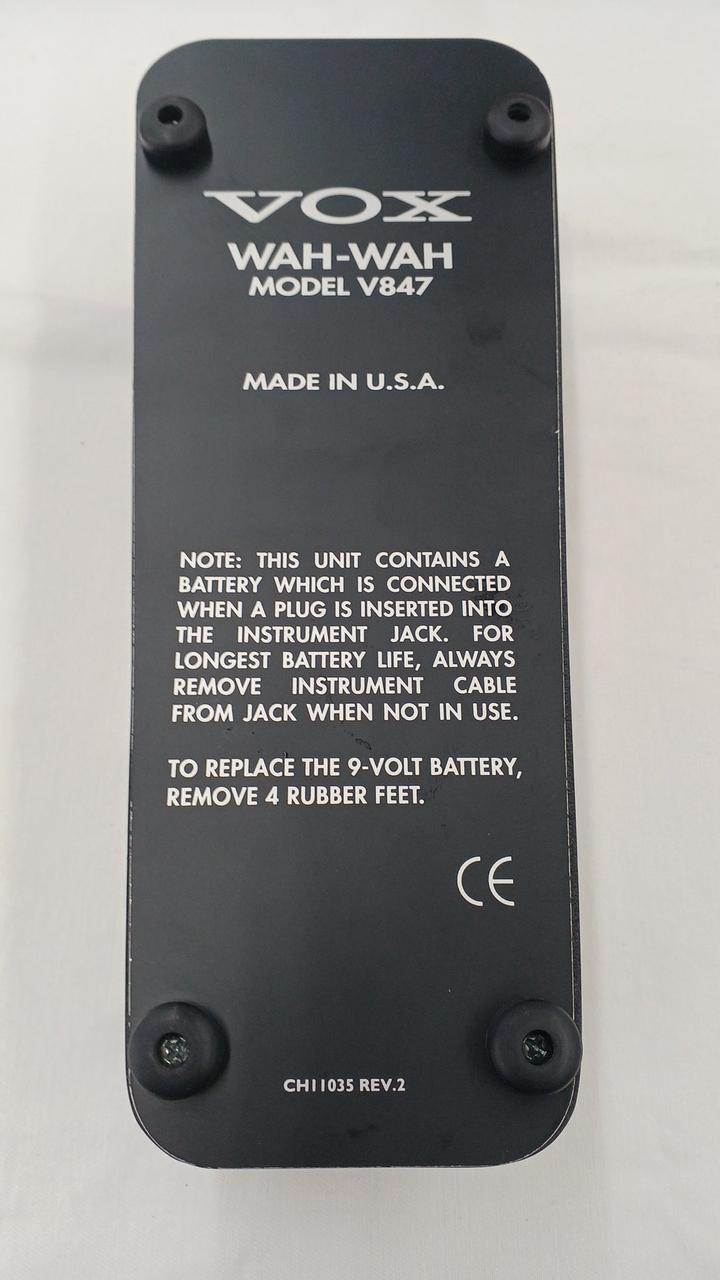 VOX
WAH-WAH
MODEL V847
MADE IN U.S.A.
NOTE: THIS UNIT CONTAINS A
BATTERY WHICH IS CONNECTED
WHEN A PLUG IS INSERTED INTO
THE INSTRUMENT JACK. FOR
LONGEST BATTERY LIFE, ALWAYS
REMOVE INSTRUMENT CABLE
FROM JACK WHEN NOT IN USE.
TO REPLACE THE 9-VOLT BATTERY,
REMOVE 4 RUBBER FEET.
CE
CH11035 REV.2